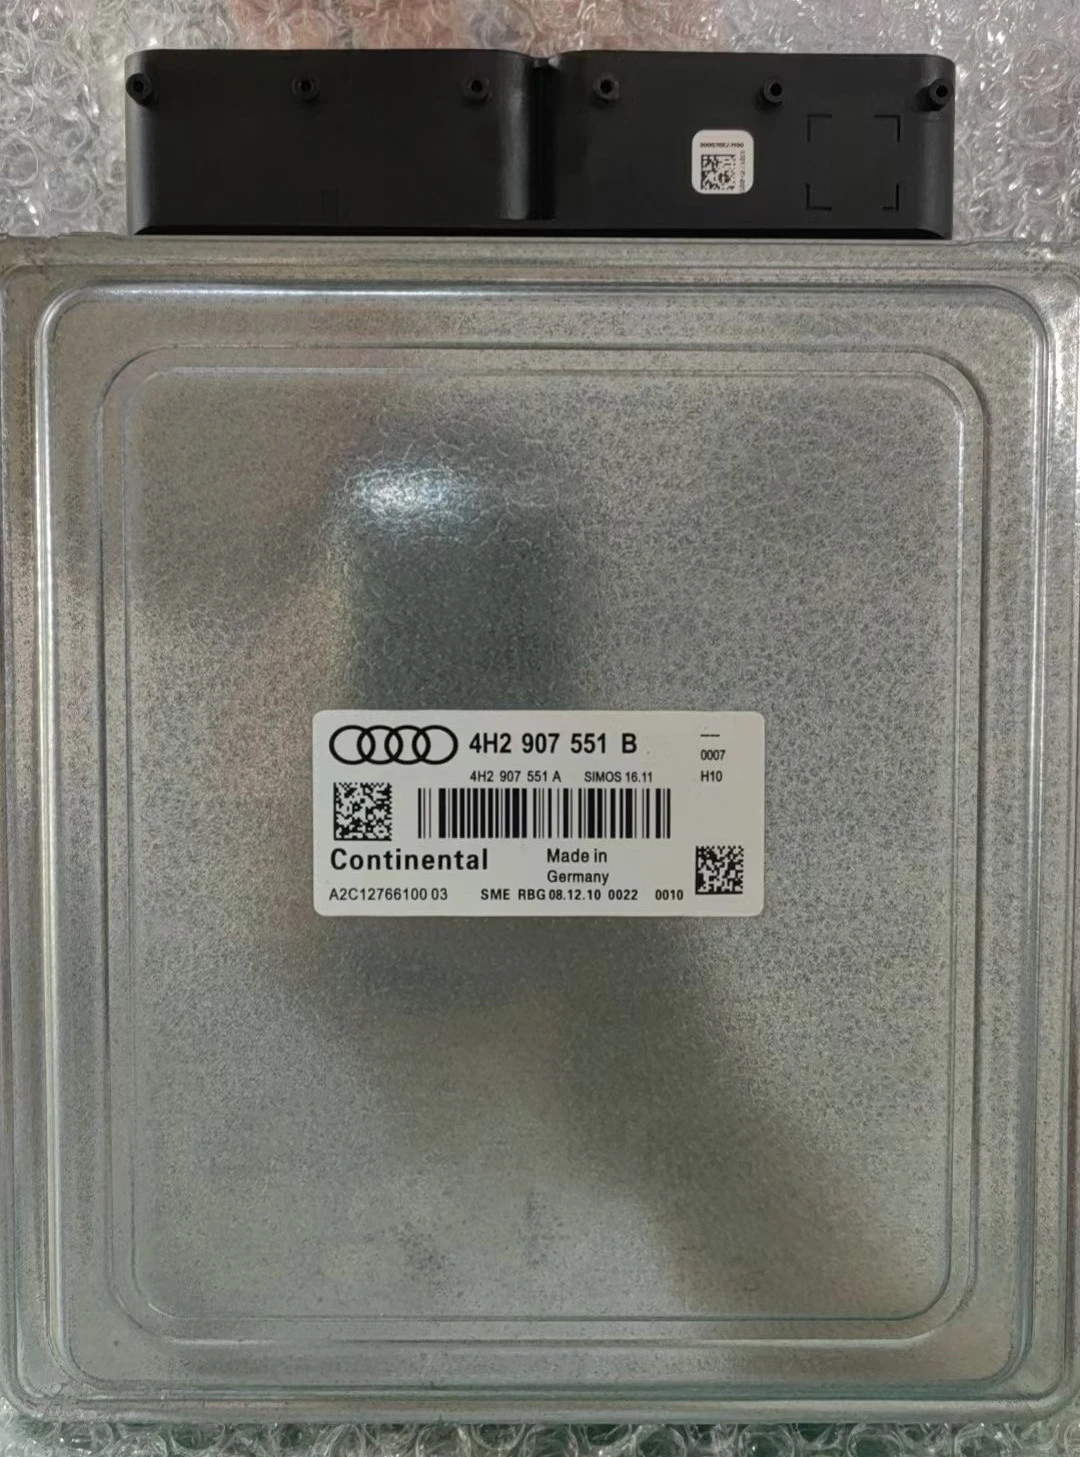 4H2 907 551 B
0007
4H2 907 551 A SIMOS 16.11 H10
Continental
Made in
Germany
A2C12766100 03 SME RBG 08.12.10 0022 0010